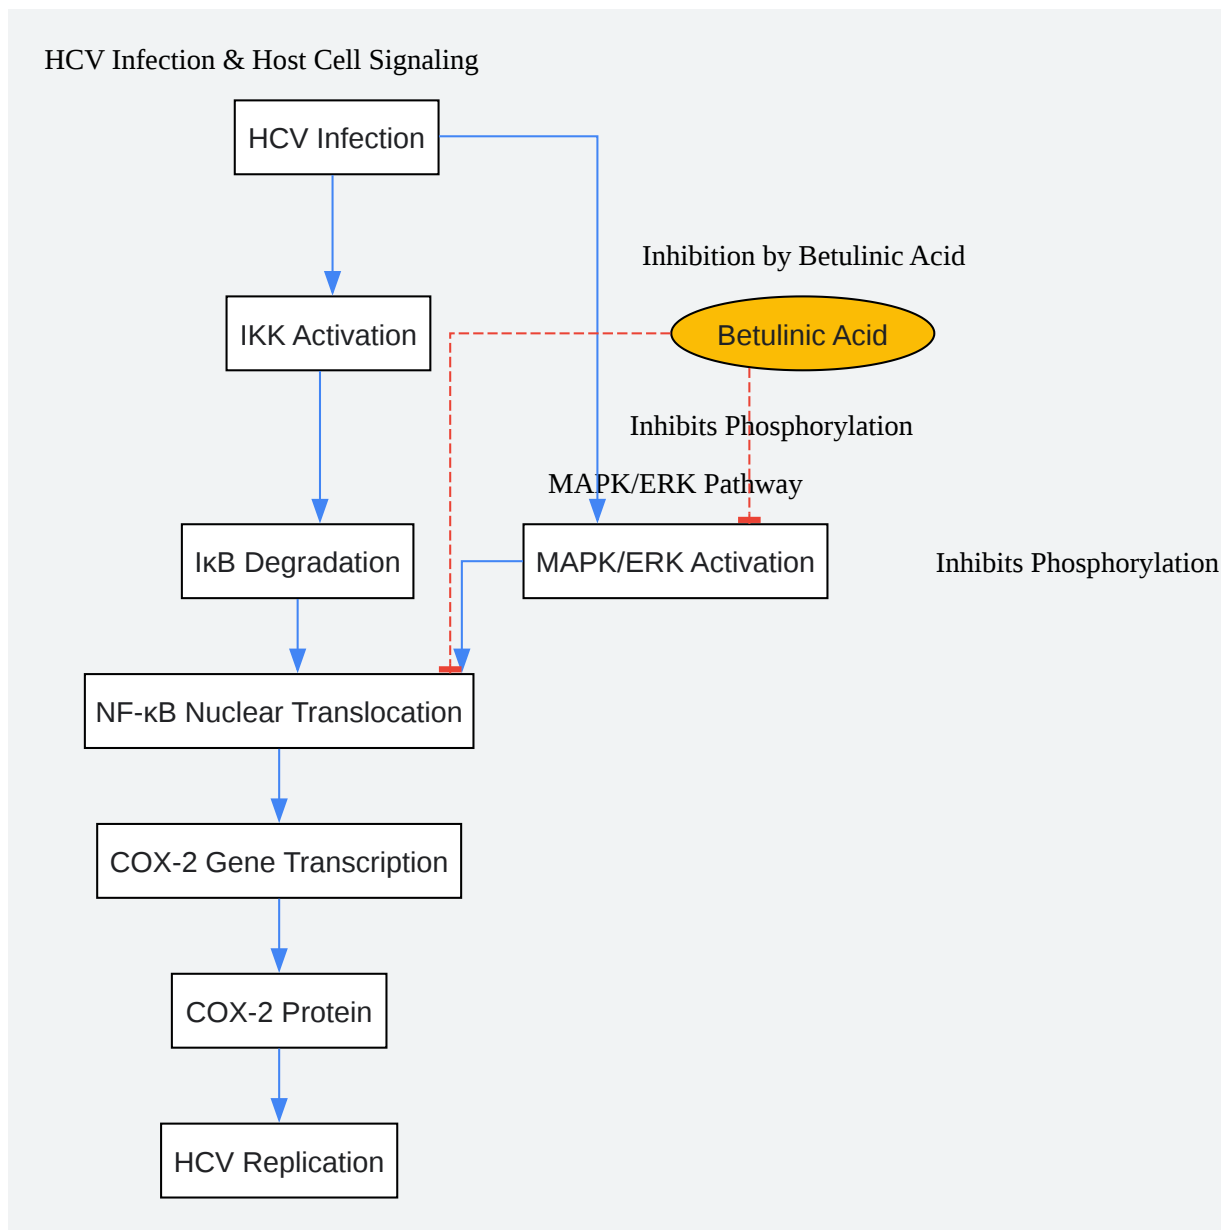 HCV Infection & Host Cell Signaling
HCV Infection
Inhibition by Betulinic Acid
IKK Activation
Betulinic Acid
Inhibits Phosphorylation
MAPK/ERK Pathway
IκB Degradation
MAPK/ERK Activation
Inhibits Phosphorylation
NF-κB Nuclear Translocation
COX-2 Gene Transcription
COX-2 Protein
HCV Replication